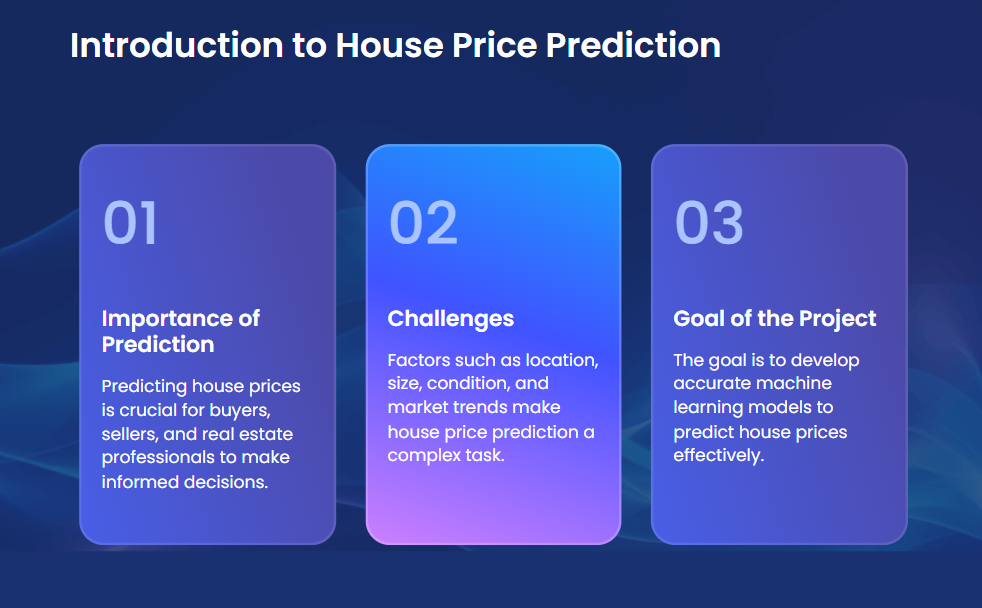 Introduction to House Price Prediction
01
Importance of
Prediction
Predicting house prices
is crucial for buyers,
sellers, and real estate
professionals to make
informed decisions.
02
Challenges
Factors such as location,
size, condition, and
market trends make
house price prediction a
complex task.
03
Goal of the Project
The goal is to develop
accurate machine
learning models to
predict house prices
effectively.